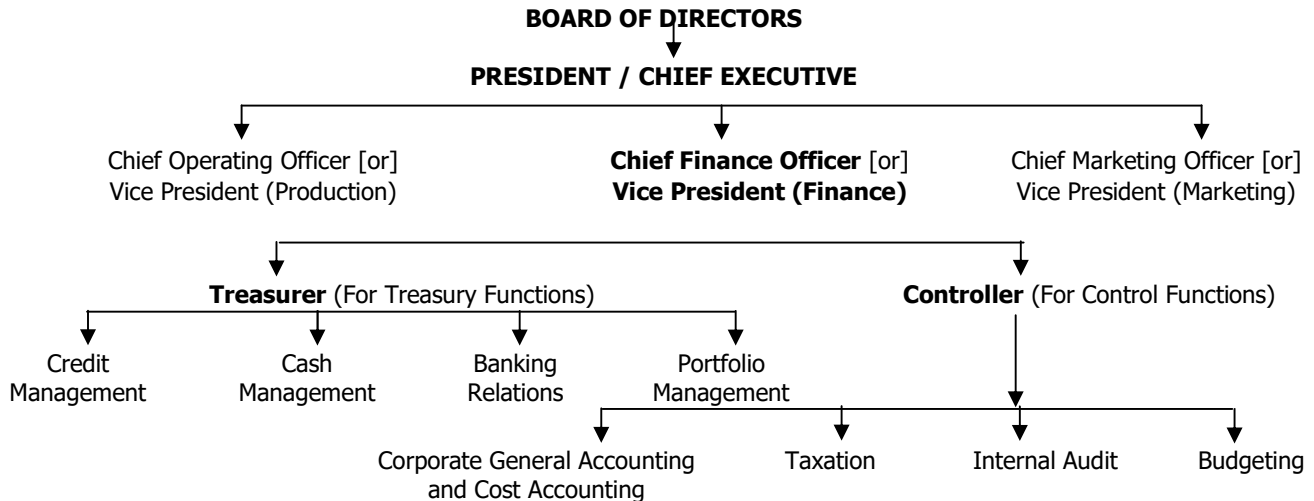 BOARD OF DIRECTORS
PRESIDENT / CHIEF EXECUTIVE
Chief Operating Officer [or]
Vice President (Production)
Chief Finance Officer [or]
Vice President (Finance)
Chief Marketing Officer [or]
Vice President (Marketing)
Treasurer (For Treasury Functions)
Controller (For Control Functions)
Credit
Management
Cash
Management
Banking
Relations
Portfolio
Management
Corporate General Accounting
and Cost Accounting
Taxation
Internal Audit
Budgeting